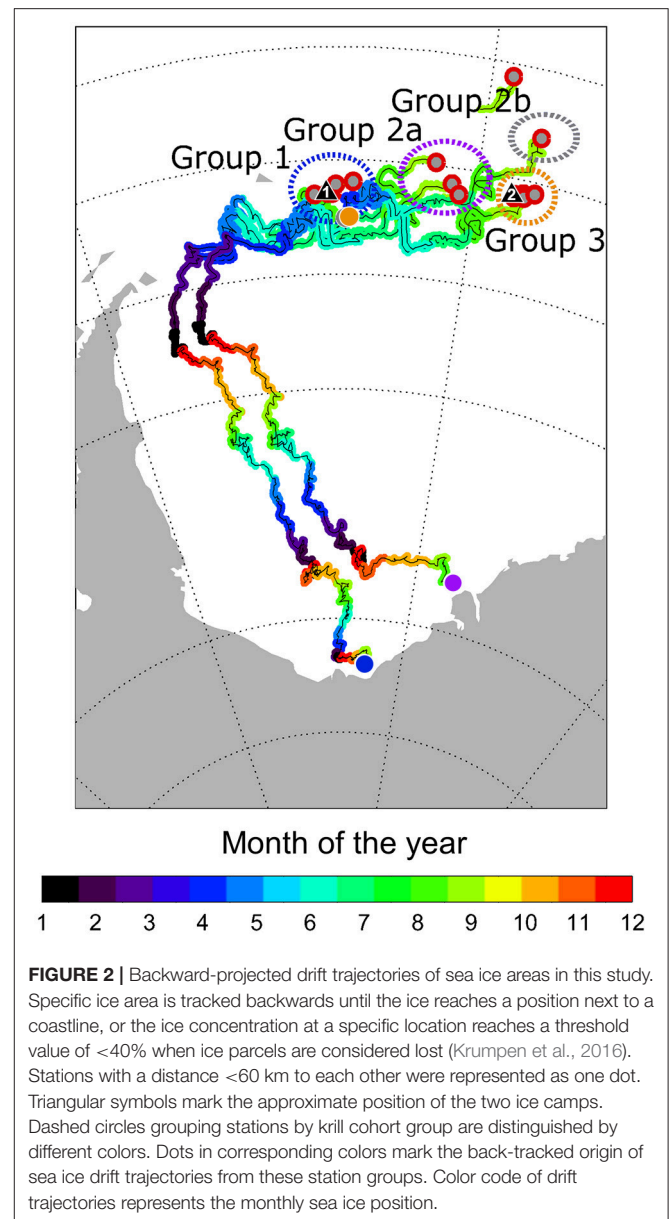 Group 2b
Group 2a
Group 1
1
2
Group 3
Month of the year
1 2 3 4 5 6 7 8 9 10 11 12
FIGURE 2 | Backward-projected drift trajectories of sea ice areas in this study.
Specific ice area is tracked backwards until the ice reaches a position next to a
coastline, or the ice concentration at a specific location reaches a threshold
value of <40% when ice parcels are considered lost (Krumpen et al., 2016).
Stations with a distance <60 km to each other were represented as one dot.
Triangular symbols mark the approximate position of the two ice camps.
Dashed circles grouping stations by krill cohort group are distinguished by
different colors. Dots in corresponding colors mark the back-tracked origin of
sea ice drift trajectories from these station groups. Color code of drift
trajectories represents the monthly sea ice position.